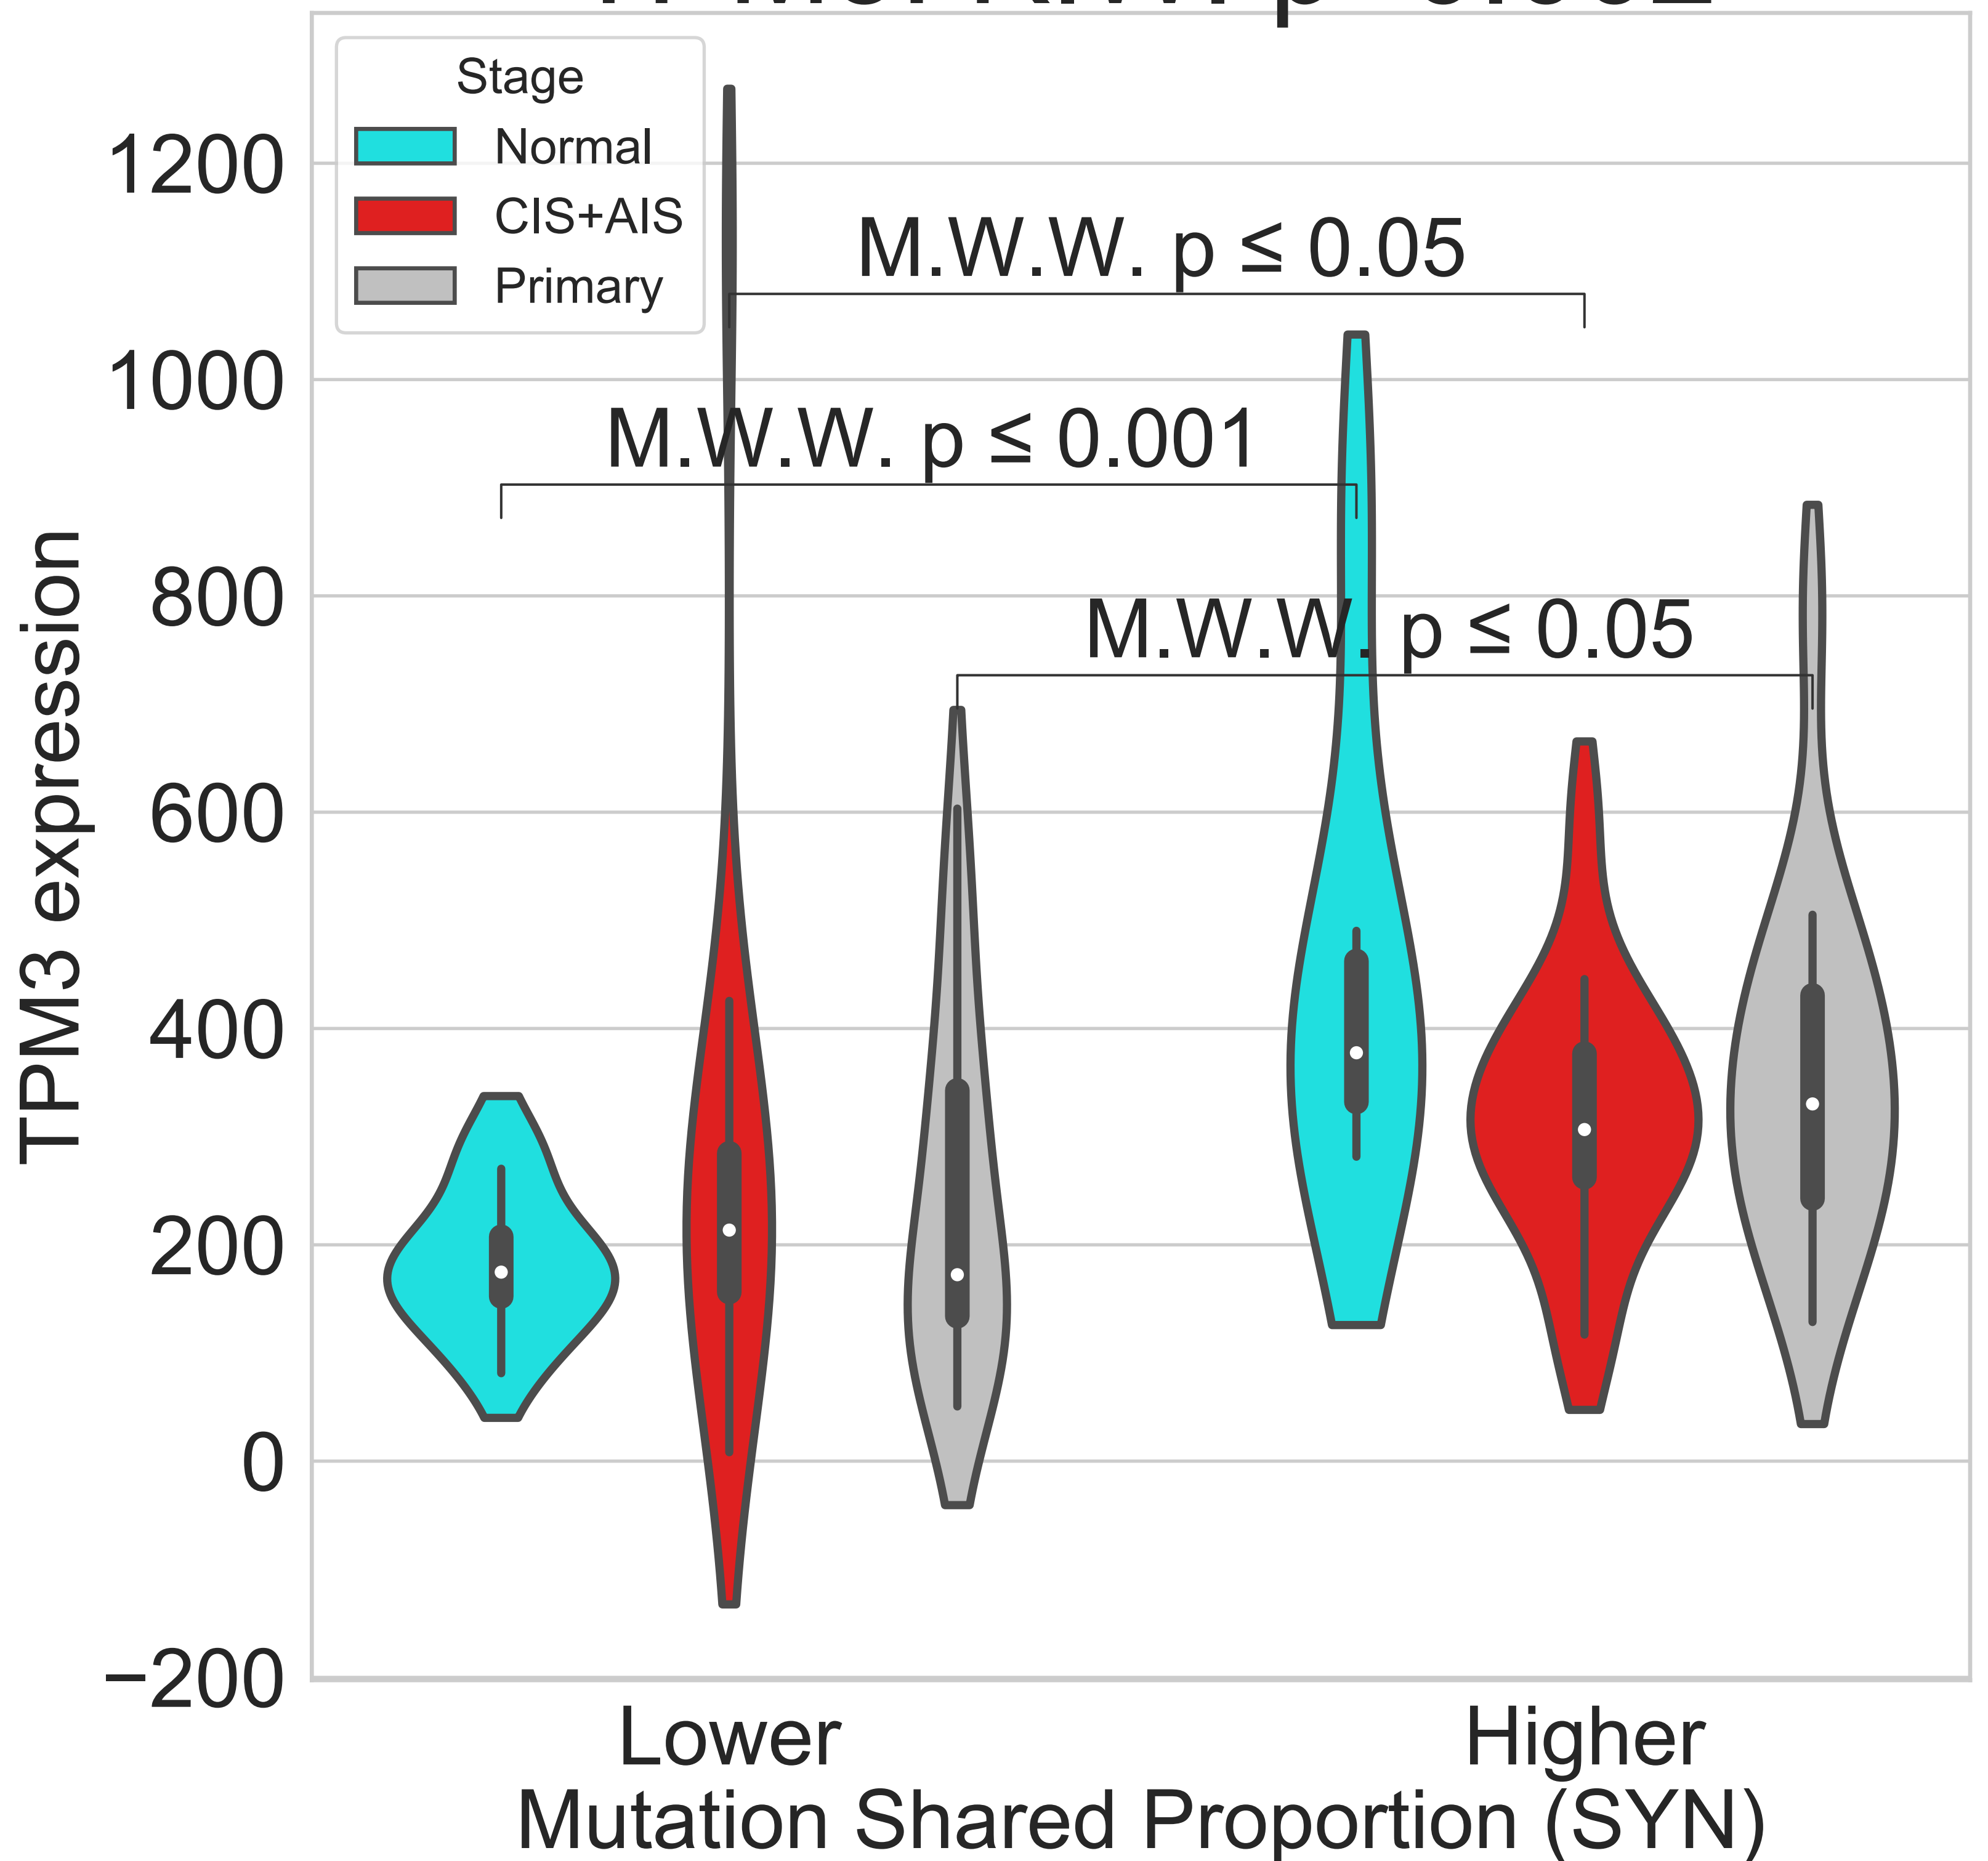 Stage
Normal
CIS+AIS
Primary
M.W.W. p ≤ 0.05
M.W.W. p ≤ 0.001
M.W.W. p ≤ 0.05
TPM3 expression
1200
1000
800
600
400
200
0
−200
Lower
Higher
Mutation Shared Proportion (SYN)